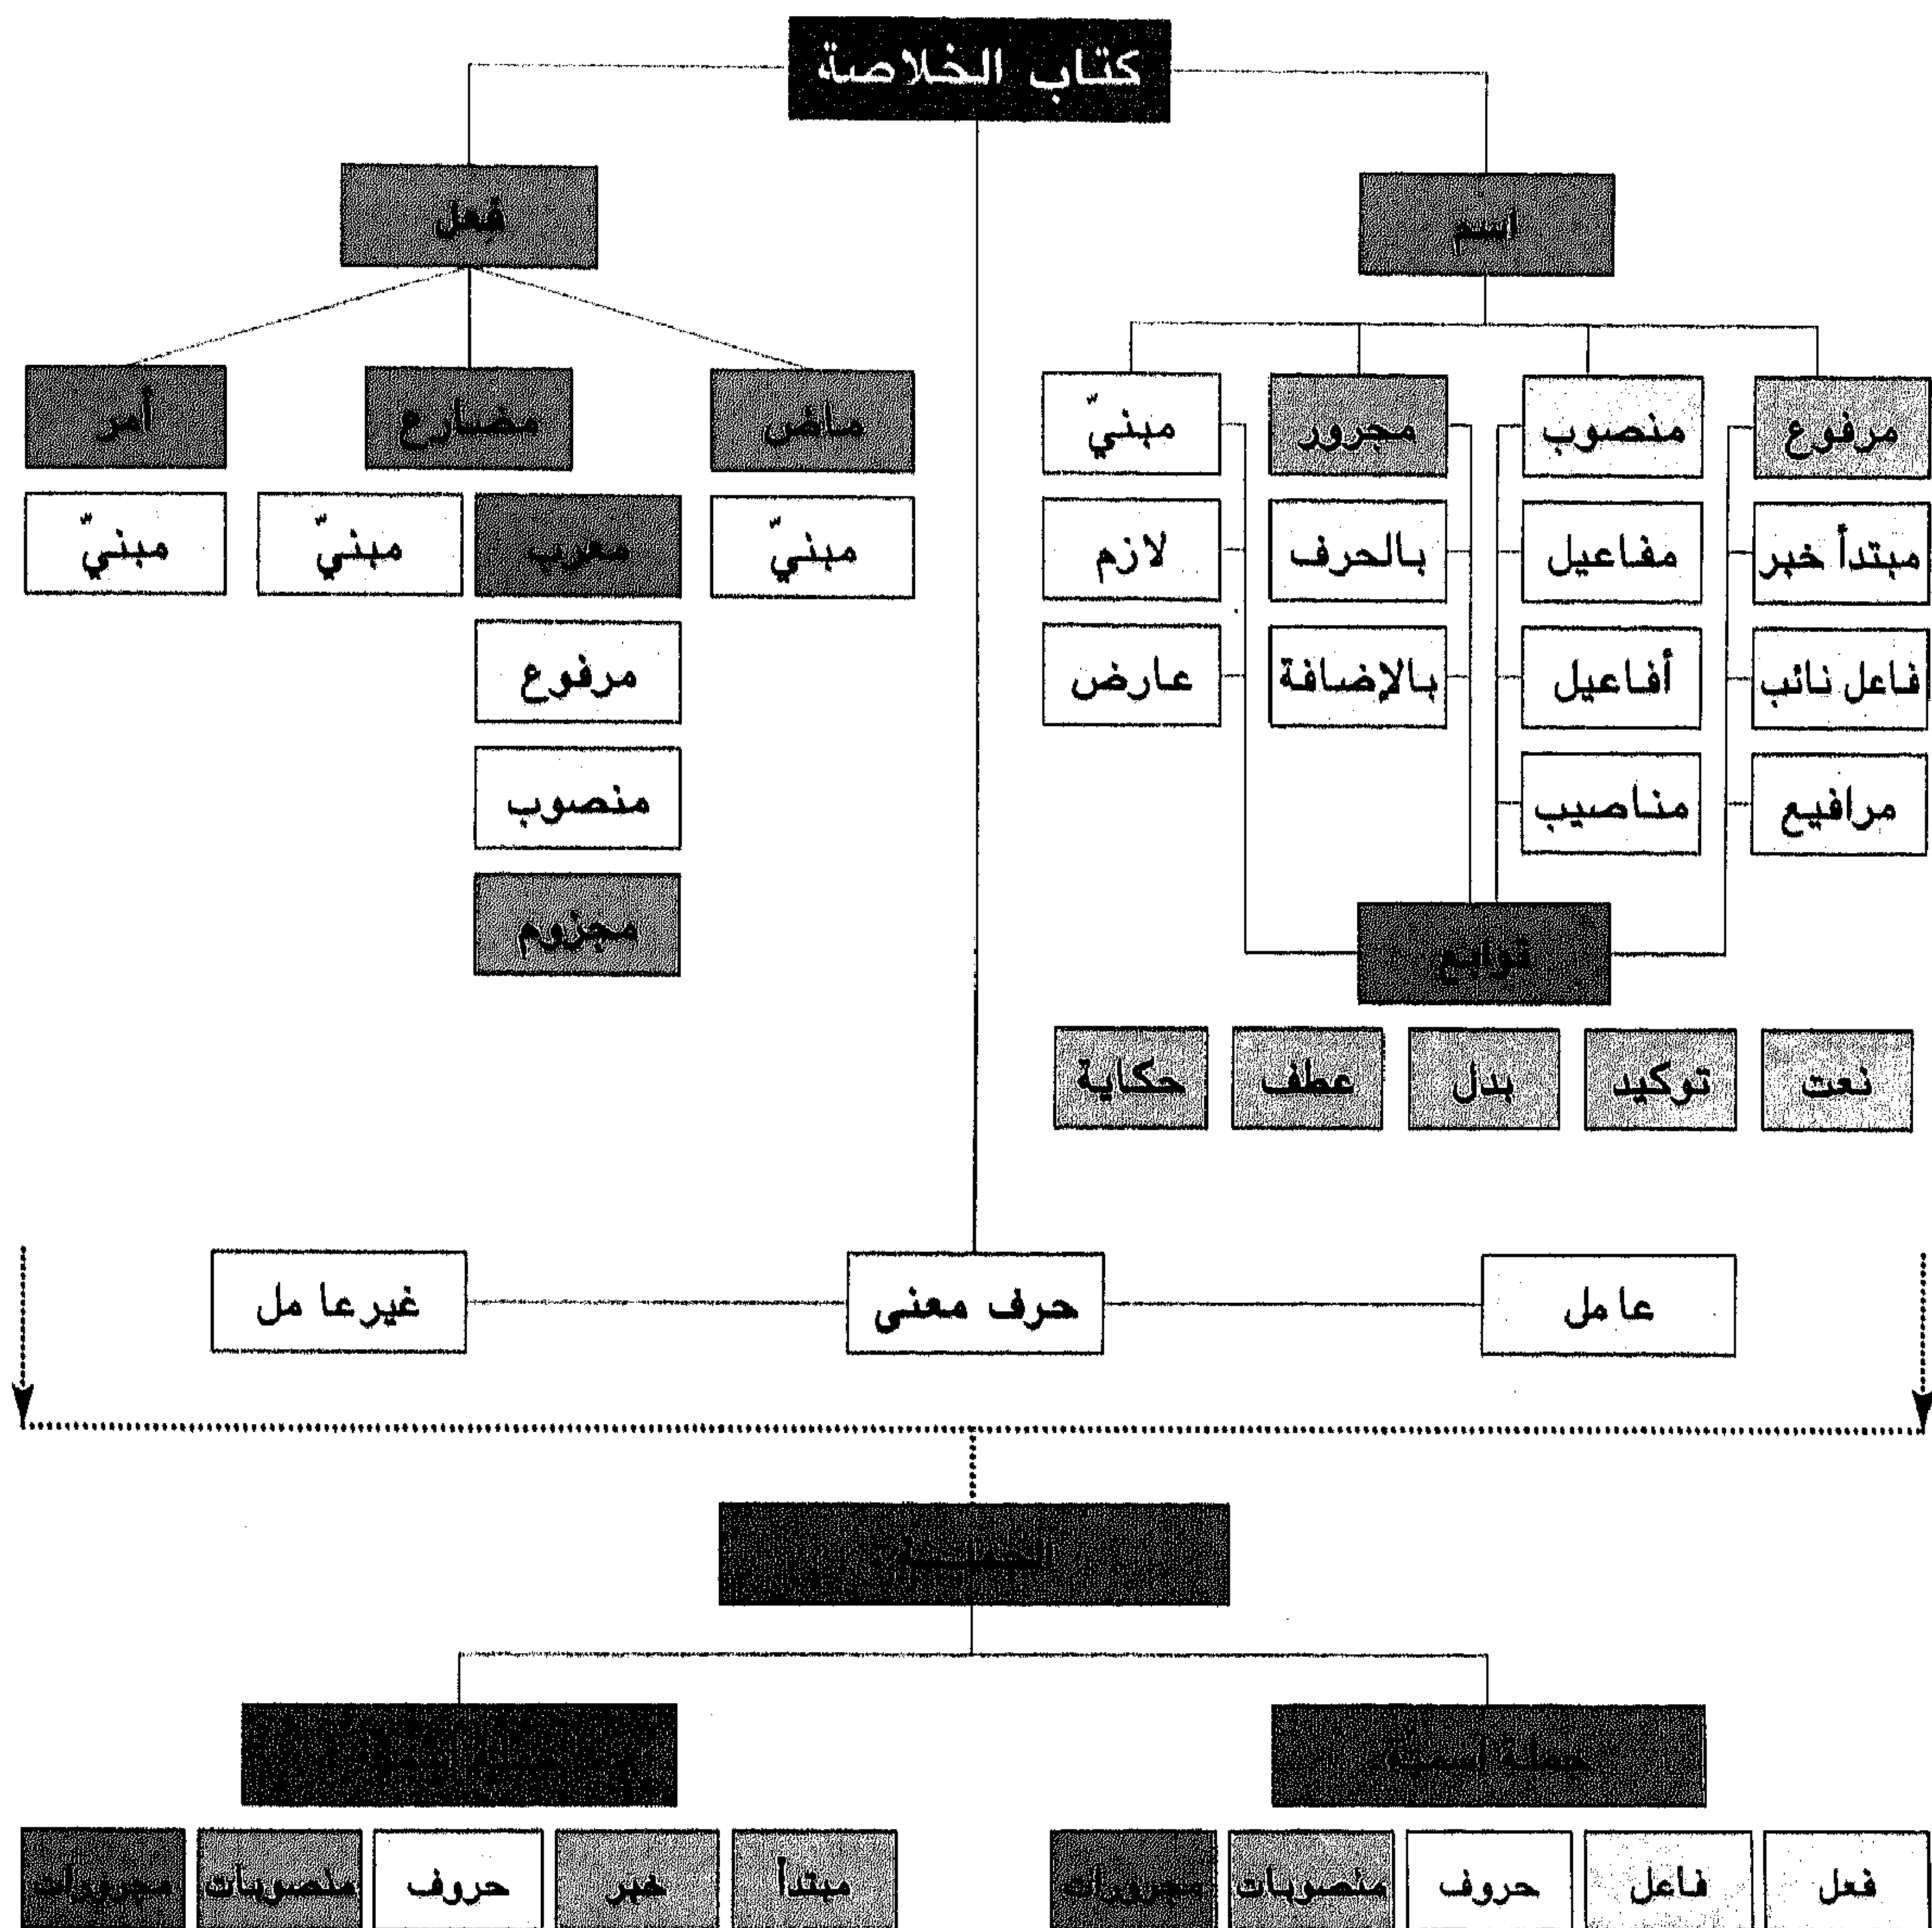 كتاب الخلاصة
اسم
فعل
مرفوع
منصوب
مجرور
مبنيّ
مبتدأ خبر
مفاعيل
بالحرف
لازم
فاعل نائب
أفاعيل
بالإضافة
عارض
مرافيع
مناصيب
توابع
نعت
توكيد
بدل
عطف
حكاية
ماض
مضارع
أمر
مبنيّ
معرب
مبنيّ
مبنيّ
مرفوع
منصوب
مجزوم
عا مل
حرف معنى
غيرعا مل
جملة اسمية
فعل
فاعل
حروف
منصوبات
مجرورات
مبتدأ
خبر
حروف
منصوبات
مجرورات